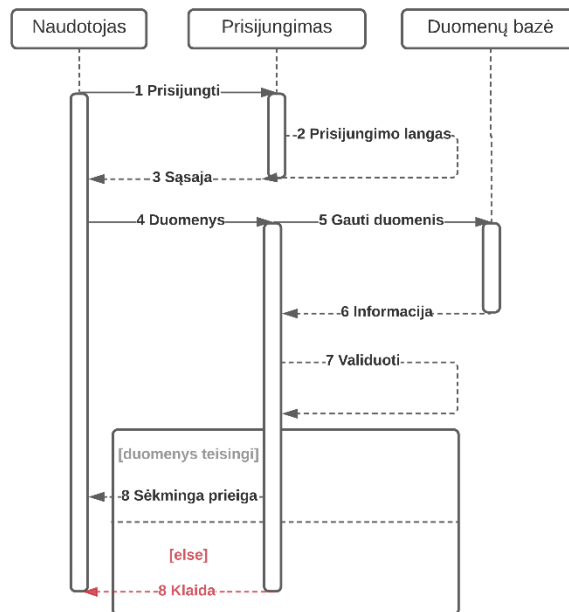 Naudotojas
Prisijungimas
Duomenų bazė
1 Prisijungti
2 Prisijungimo langas
3 Sąsaja
4 Duomenys
5 Gauti duomenis
6 Informacija
7 Validuoti
[duomenys teisingi]
8 Sėkminga prieiga
[else]
8 Klaida